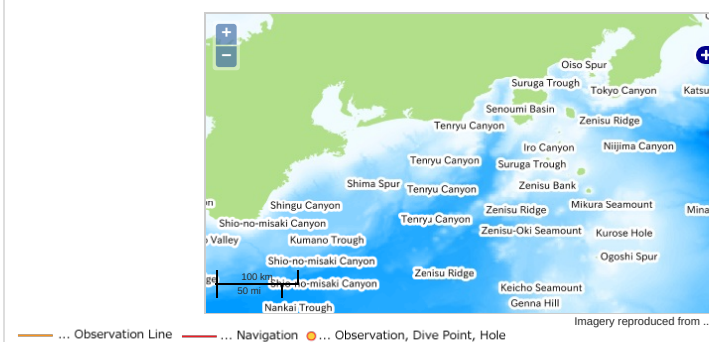 +
−
Oiso Spur
Suruga Trough
Tokyo Canyon
Katsu
Senoumi Basin
Zenisu Ridge
Tenryu Canyon
Iro Canyon
Niijima Canyon
Tenryu Canyon
Suruga Trough
Shima Spur
Tenryu Canyon
Zenisu Bank
Shingu Canyon
Zenisu Ridge
Mikura Seamount
Mina
Shio-no-misaki Canyon
Tenryu Canyon
Zenisu-Oki Seamount
Kurose Hole
Valley
Kumano Trough
Ogoshi Spur
Shio-no-misaki Canyon
Zenisu Ridge
100 km
Shio-no-misaki Canyon
50 mi
Keicho Seamount
Genna Hill
Nankai Trough
Imagery reproduced from ..
... Observation Line ... Navigation ... Observation, Dive Point, Hole